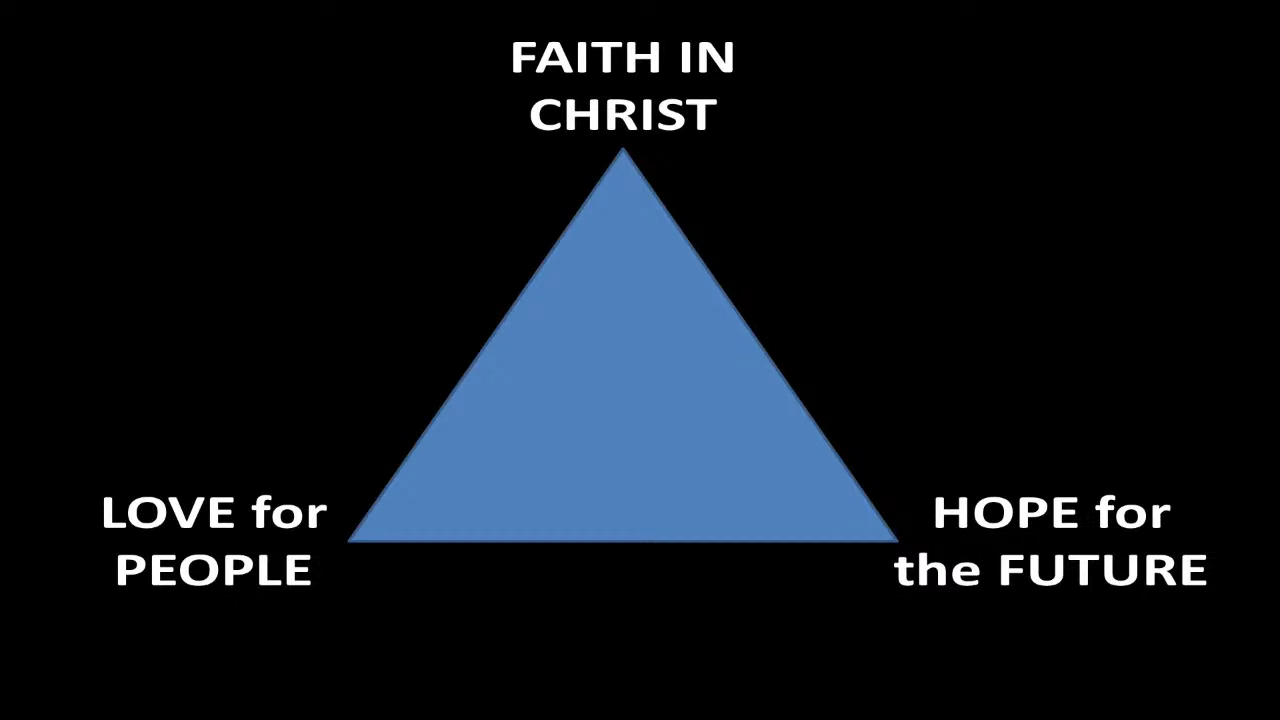 FAITH IN
CHRIST
LOVE for
PEOPLE
HOPE for
the FUTURE